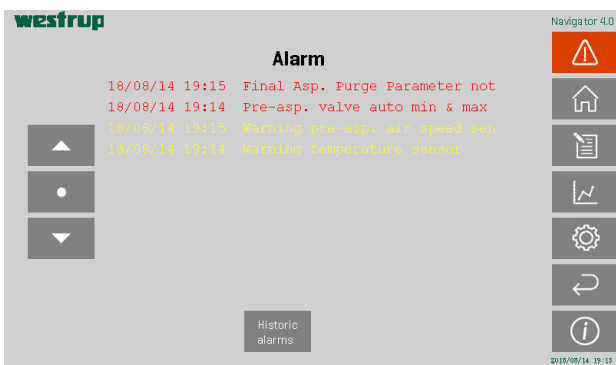 westrup
Navigator 4.0
Alarm
18/08/14 19:15 Final Asp. Purge Parameter not
18/08/14 19:14 Pre-asp. valve auto min & max
18/08/14 19:15 Warning pre-asp. air speed sen
18/08/14 19:14 Warning temperature sensor
Historic
alarms
2018/08/14 19:15